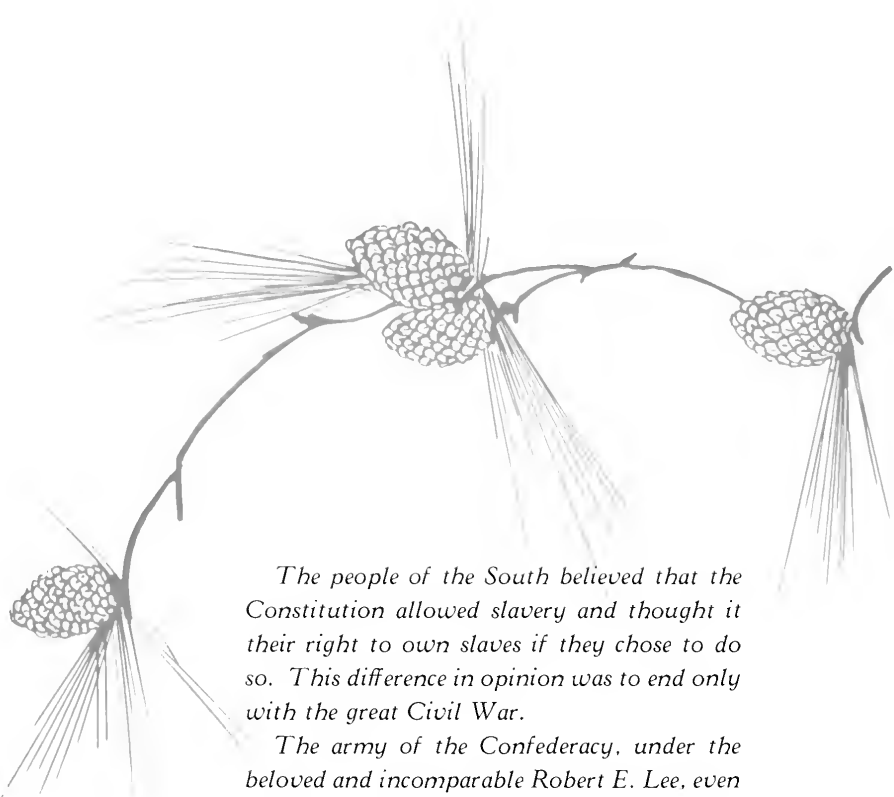 The people of the South believed that the
Constitution allowed slavery and thought it
their right to own slaves if they chose to do
so. This difference in opinion was to end only
with the great Civil War.
The army of the Confederacy, under the
beloved and incomparable Robert E. Lee, even